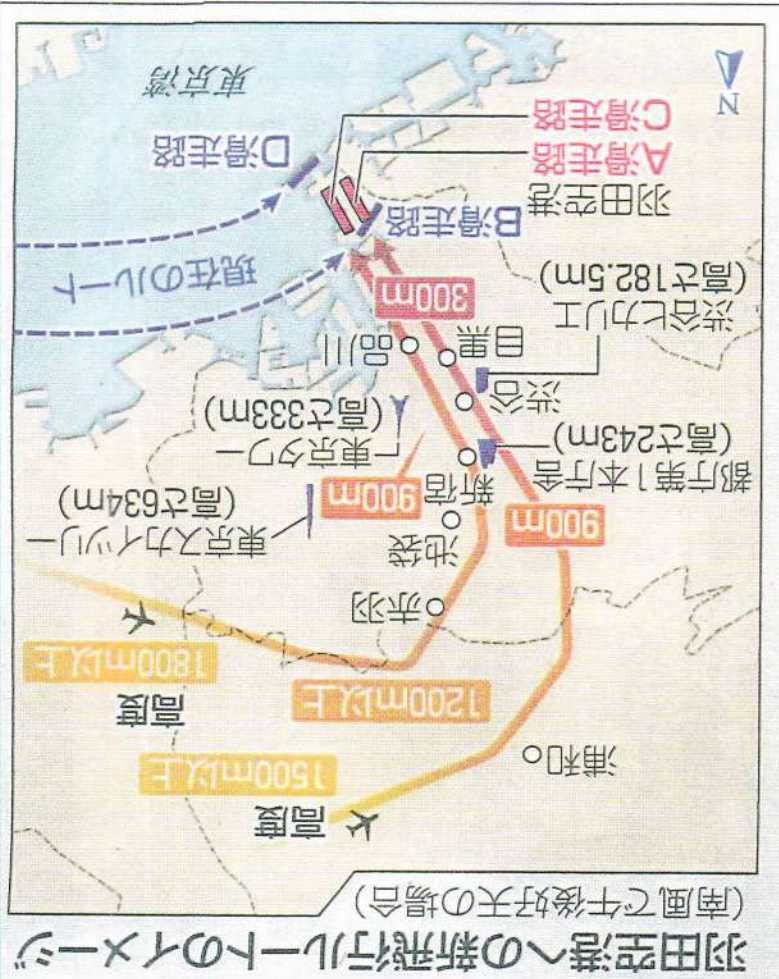 羽田空港への新飛行ルートのイメージ
(南風で午後好天の場合)
高度
1500m以上
浦和
高度
1800m以上
1200m以上
赤羽
900m
池袋
東京スカイツリー
(高さ634m)
900m
新宿
都庁第1本庁舎
(高さ243m)
東京タワー
(高さ333m)
渋谷
目黒
品川
渋谷ヒカリエ
(高さ182.5m)
300m
現在のルート
B滑走路
羽田空港
A滑走路
C滑走路
D滑走路
東京湾
N